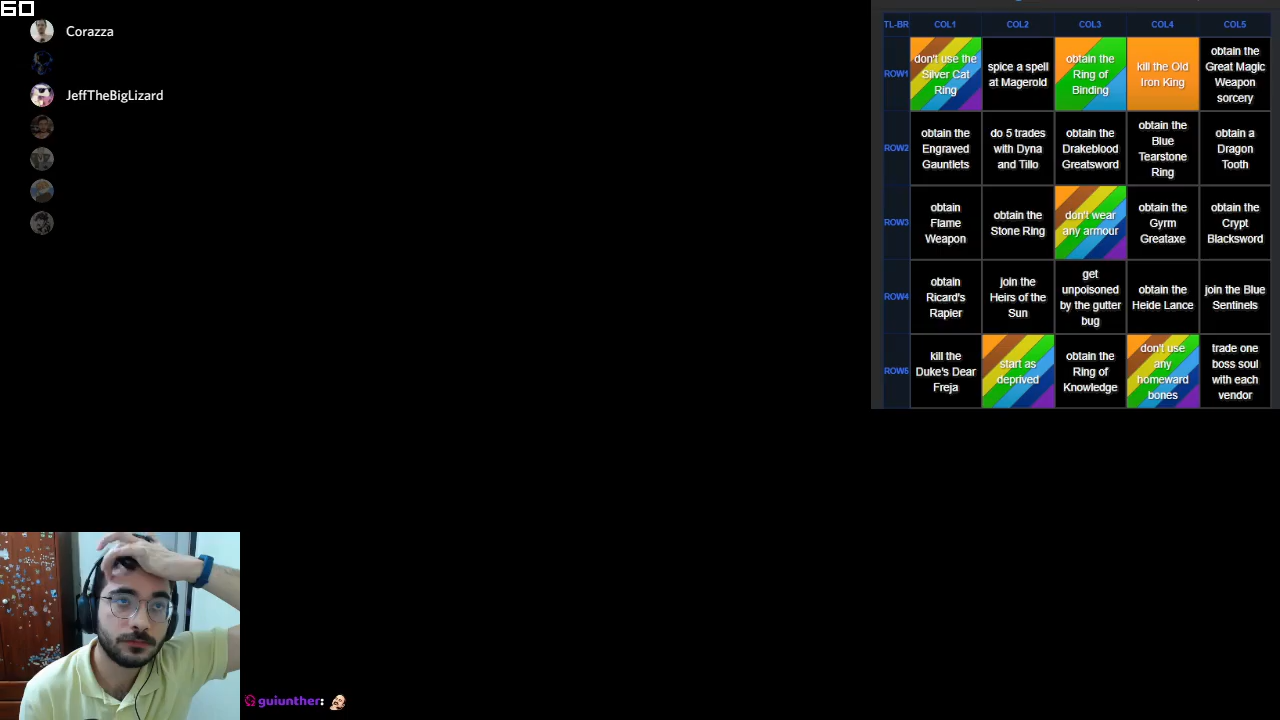 60
Corazza
JeffTheBigLizard
TL-BR COL1 COL2 COL3 COL4 COL5
ROW1
don't use the
Silver Cat
Ring
spice a spell
at Magerold
obtain the
Ring of
Binding
kill the Old
Iron King
obtain the
Great Magic
Weapon
sorcery
ROW2
obtain the
Engraved
Gauntlets
do 5 trades
with Dyna
and Tillo
obtain the
Drakeblood
Greatsword
obtain the
Blue
Tearstone
Ring
obtain a
Dragon
Tooth
ROW3
obtain
Flame
Weapon
obtain the
Stone Ring
don't wear
any armour
obtain the
Gyrm
Greataxe
obtain the
Crypt
Blacksword
ROW4
obtain
Ricard's
Rapier
join the
Heirs of the
Sun
get
unpoisoned
by the gutter
bug
obtain the
Heide Lance
join the Blue
Sentinels
ROW5
kill the
Duke's Dear
Freja
start as
deprived
obtain the
Ring of
Knowledge
don't use
any
homeward
bones
trade one
boss soul
with each
vendor
guiunther: